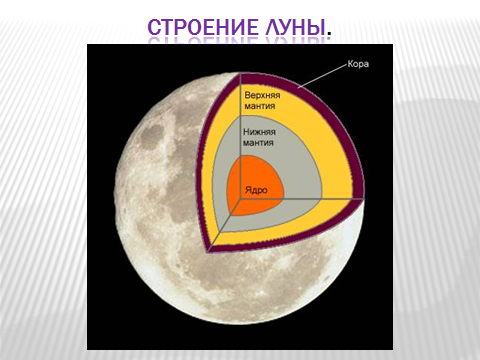 СТРОЕНИЕ ЛУНЫ.
Кора
Верхняя
мантия
Нижняя
мантия
Ядро